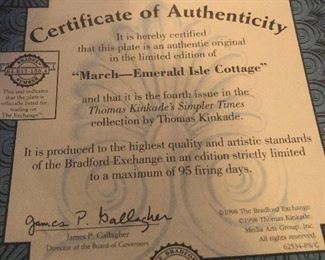 Certificate of Authenticity
It is hereby certified
that this plate is an authentic original
in the limited edition of
"March—Emerald Isle Cottage"
and that it is the fourth issue in the
Thomas Kinkade's Simpler Times
collection by Thomas Kinkade.
It is produced to the highest quality and artistic standards
of the Bradford Exchange in an edition strictly limited
to a maximum of 95 firing days.
This seal indicates
that the plate is
officially listed for
trading on
The Exchange
James P. Gallagher
James P. Gallagher
Director of the Board of Governors
©1998 The Bradford Exchange
©1998 Thomas Kinkade,
Media Arts Group, Inc.
All rights reserved.
BRADFORD